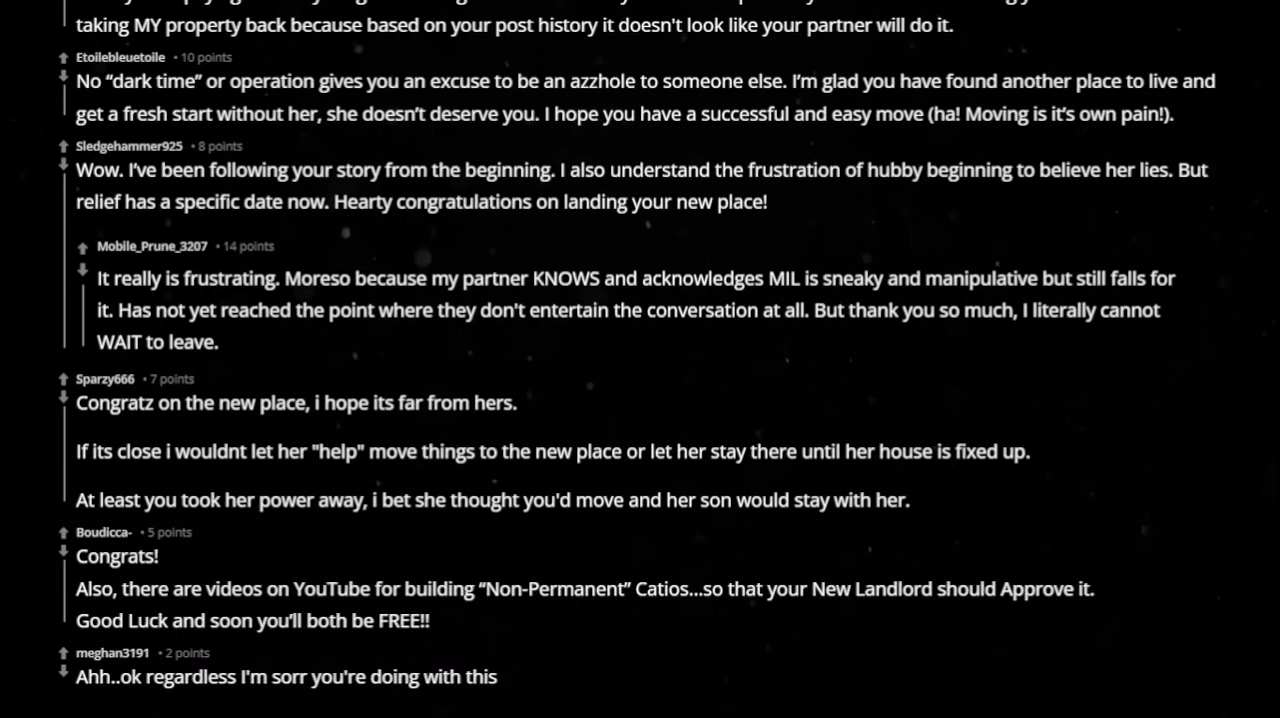 taking MY property back because based on your post history it doesn't look like your partner will do it.
Etoilebleuetoile • 10 points
No “dark time” or operation gives you an excuse to be an azzhole to someone else. I’m glad you have found another place to live and
get a fresh start without her, she doesn’t deserve you. I hope you have a successful and easy move (ha! Moving is it’s own pain!).
Sledgehammer925 • 8 points
Wow. I’ve been following your story from the beginning. I also understand the frustration of hubby beginning to believe her lies. But
relief has a specific date now. Hearty congratulations on landing your new place!
Mobile_Prune_3207 • 14 points
It really is frustrating. Moreso because my partner KNOWS and acknowledges MIL is sneaky and manipulative but still falls for
it. Has not yet reached the point where they don't entertain the conversation at all. But thank you so much, I literally cannot
WAIT to leave.
Sparzy666 • 7 points
Congratz on the new place, i hope its far from hers.
If its close i wouldnt let her "help" move things to the new place or let her stay there until her house is fixed up.
At least you took her power away, i bet she thought you'd move and her son would stay with her.
Boudicca- • 5 points
Congrats!
Also, there are videos on YouTube for building “Non-Permanent” Catios...so that your New Landlord should Approve it.
Good Luck and soon you’ll both be FREE!!
meghan3191 • 2 points
Ahh..ok regardless I'm sorr you're doing with this